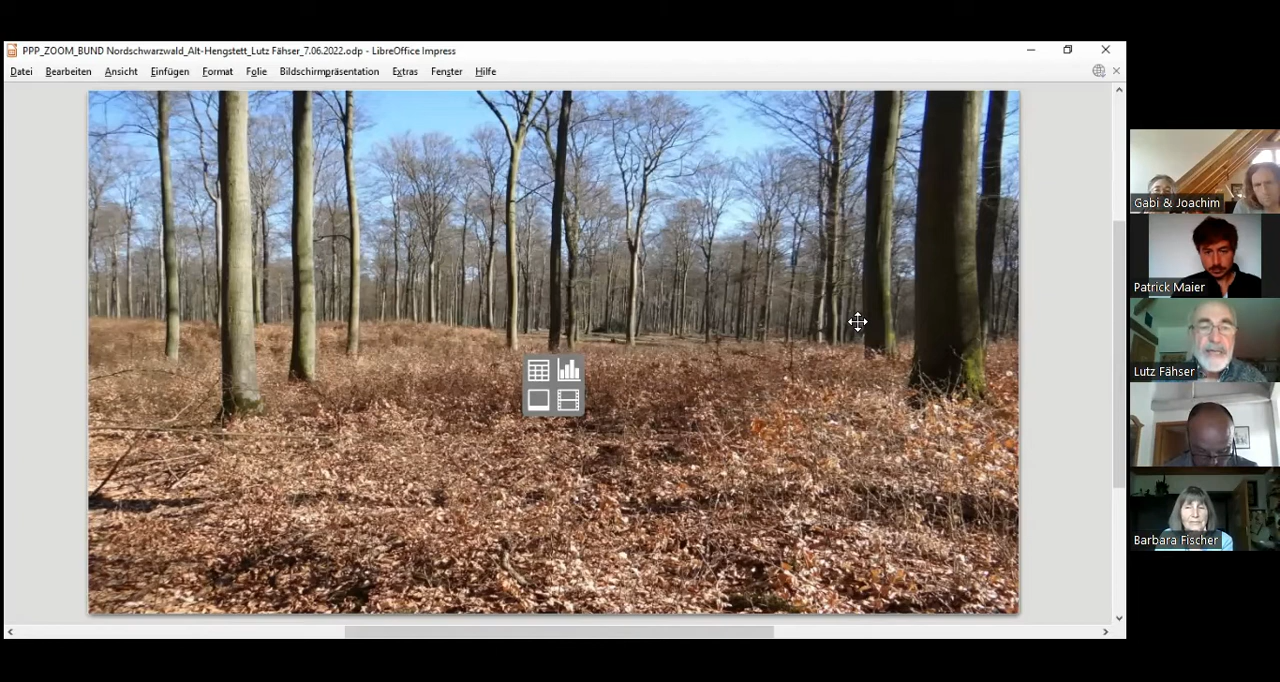 PPP_ZOOM_BUND Nordschwarzwald_Alt-Hengstett_Lutz Fähser_7.06.2022.odp - LibreOffice Impress
Datei Bearbeiten Ansicht Einfügen Format Folie Bildschirmpräsentation Extras Fenster Hilfe
Gabi & Joachim
Patrick Maier
Lutz Fähser
Barbara Fischer